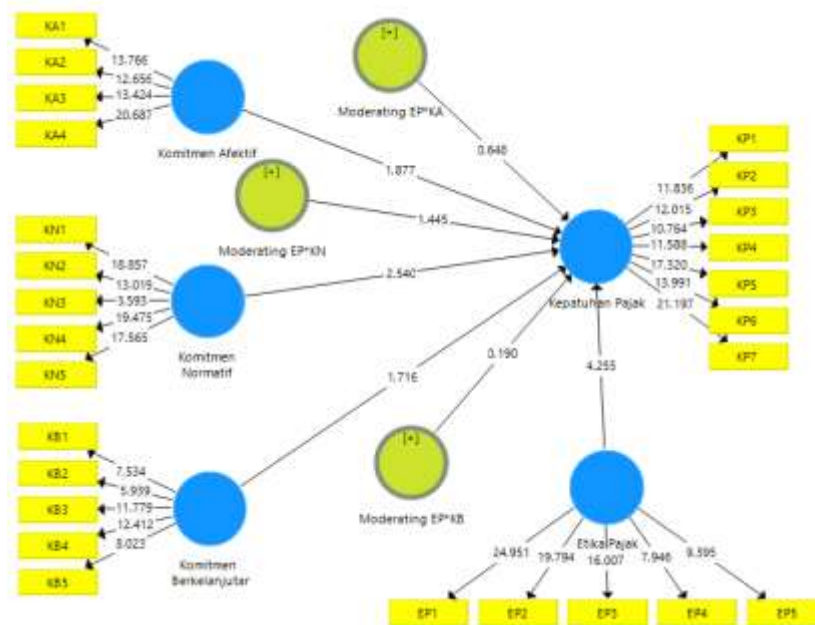 KA1
KA2
KA3
KA4
13.766
12.656
13.424
20.687
Komitmen Afektif
[+]
Moderating EP*KA
0.648
1.877
[+]
Moderating EP*KN
1.445
KN1
KN2
KN3
KN4
KN5
18.857
13.019
3.593
19.475
17.565
Komitmen
Normatif
2.540
KP1
KP2
KP3
KP4
KP5
KP6
KP7
11.836
12.015
10.764
11.588
17.320
13.991
21.197
Kepatuhan Pajak
KB1
KB2
KB3
KB4
KB5
7.534
5.939
11.779
12.412
8.023
Komitmen
Berkelanjutar
1.716
0.190
[+]
Moderating EP*KB
4.255
Etika Pajak
24.951
19.794
16.007
7.946
9.595
EP1
EP2
EP3
EP4
EP5